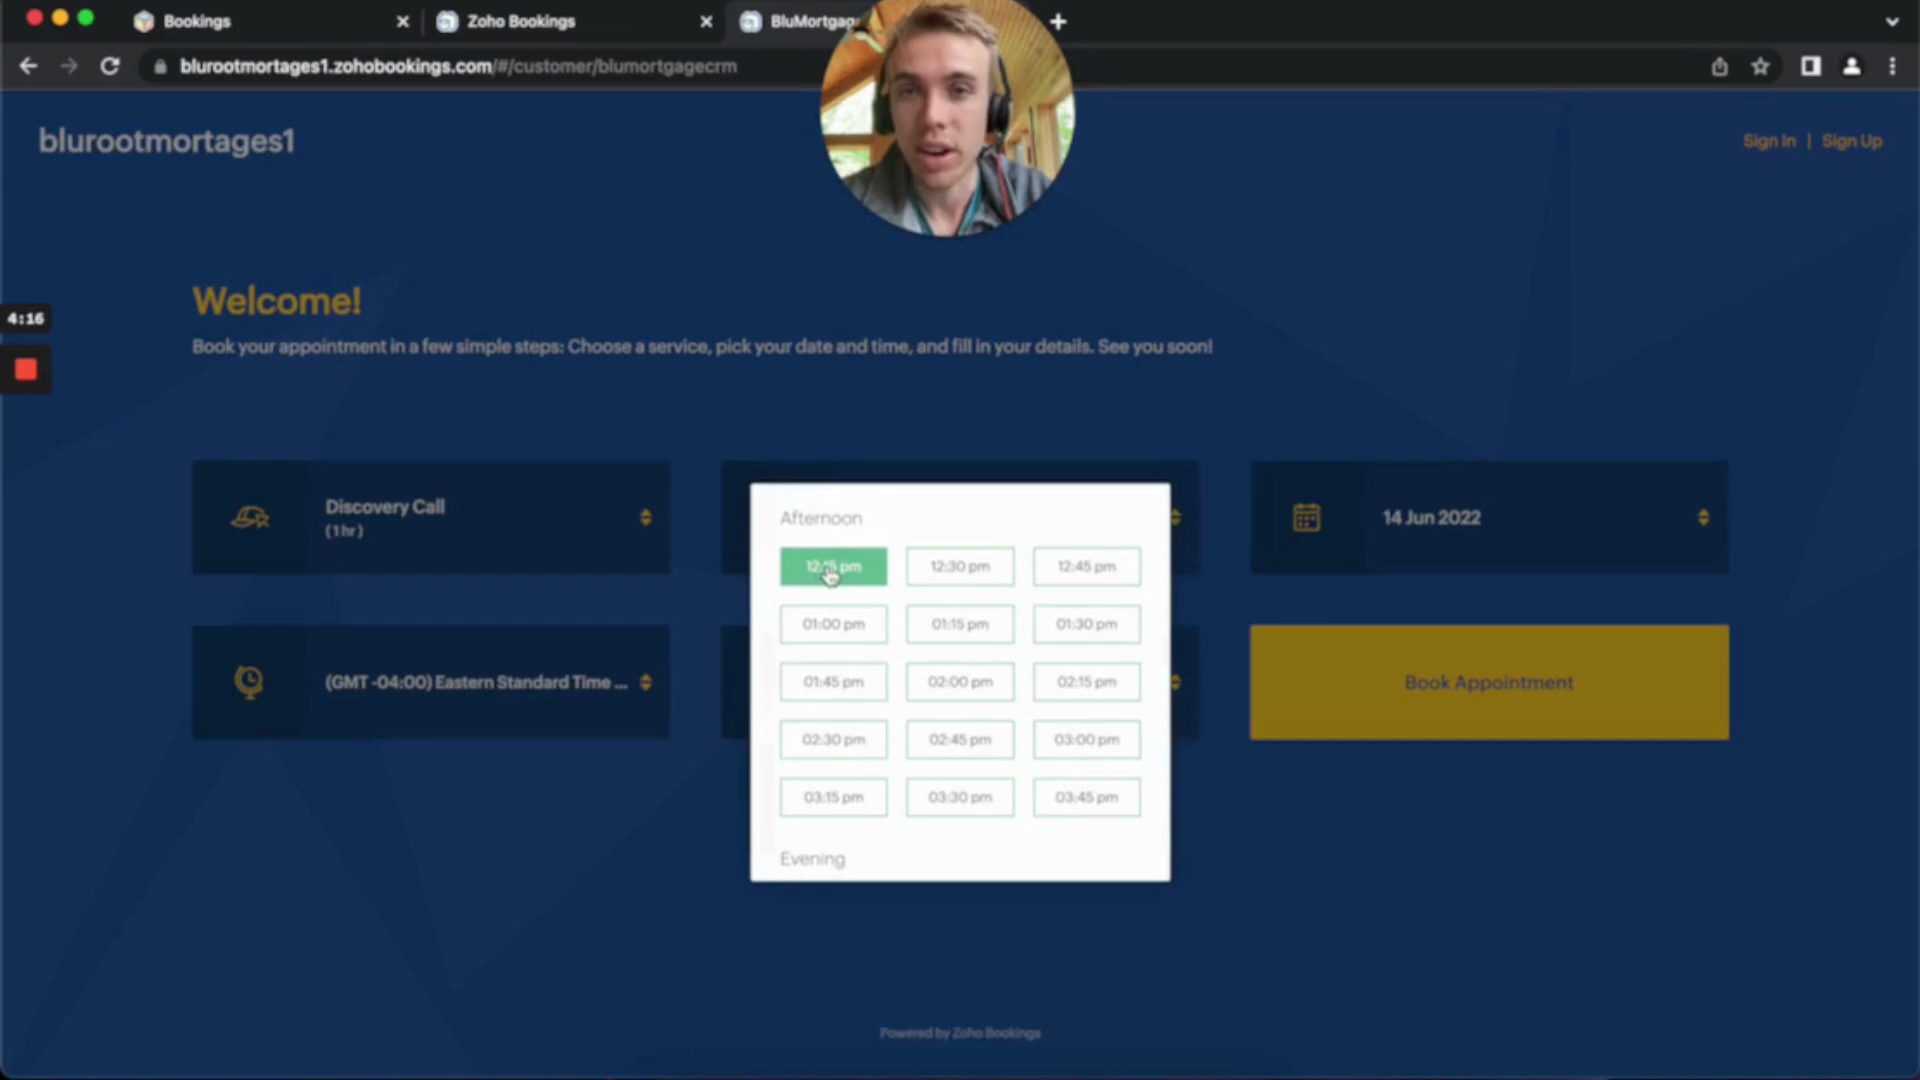 Bookings
Zoho Bookings
BluMortgag
blurootmortages1.zohobookings.com/#/customer/blumortgagecrm
blurootmortages1
Sign In | Sign Up
Welcome!
Book your appointment in a few simple steps: Choose a service, pick your date and time, and fill in your details. See you soon!
4:16
Discovery Call
(1 hr)
14 Jun 2022
Afternoon
12:15 pm 12:30 pm 12:45 pm
01:00 pm 01:15 pm 01:30 pm
(GMT -04:00) Eastern Standard Time ...
01:45 pm 02:00 pm 02:15 pm
Book Appointment
02:30 pm 02:45 pm 03:00 pm
03:15 pm 03:30 pm 03:45 pm
Evening
Powered by Zoho Bookings